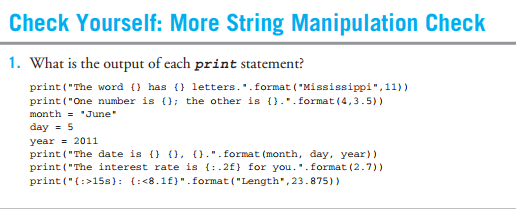 Check Yourself: More String Manipulation Check
1. What is the output of each print statement?
print("The word {} has {} letters.".format("Mississippi",11))
print("One number is {}; the other is {}.".format(4,3.5))
month = "June"
day = 5
year = 2011
print("The date is {} {}, {}.".format(month, day, year))
print("The interest rate is {:.2f} for you.".format(2.7))
print("{:>15s}: {:<8.1f}".format("Length",23.875))